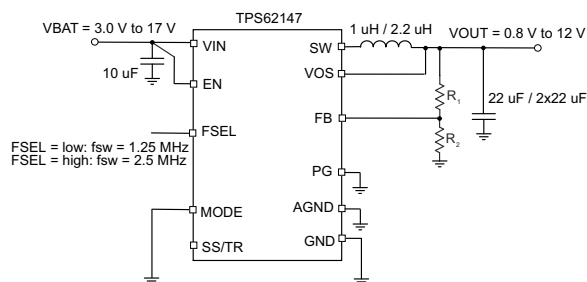 TPS62147
VBAT = 3.0 V to 17 V
VIN
10 uF
EN
FSEL
FSEL = low: fsw = 1.25 MHz
FSEL = high: fsw = 2.5 MHz
MODE
SS/TR
SW
1 uH / 2.2 uH
VOUT = 0.8 V to 12 V
VOS
R1
22 uF / 2x22 uF
FB
R2
PG
AGND
GND